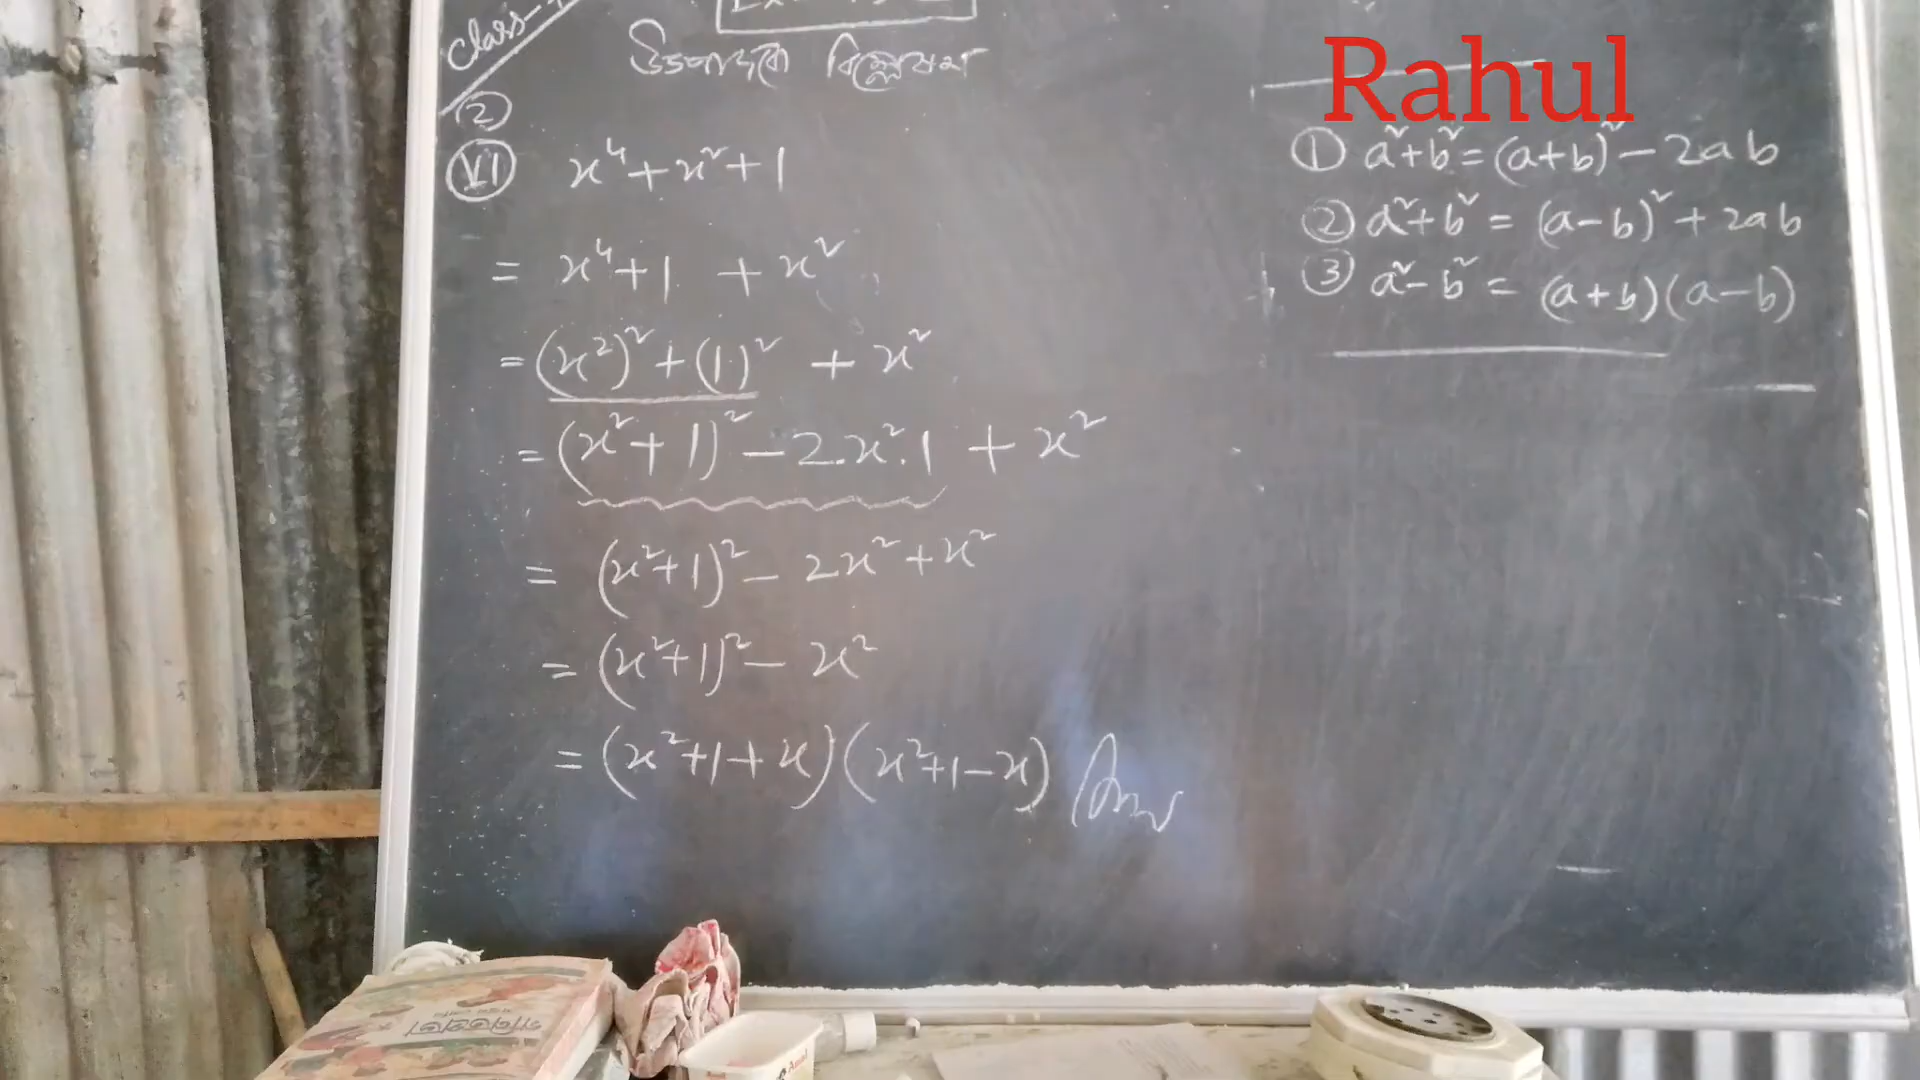 Class-
উৎপাদকে বিশ্লেষণ
②
Ⓥⓘ x⁴+x²+1
= x⁴+1 +x²
= (x²)²+(1)² + x²
= (x²+1)² - 2.x².1 + x²
= (x²+1)² - 2x² + x²
= (x²+1)² - x²
= (x²+1+x)(x²+1-x) Ans
Rahul
① a²+b² = (a+b)² - 2ab
② a²+b² = (a-b)² + 2ab
③ a²-b² = (a+b)(a-b)
Amul